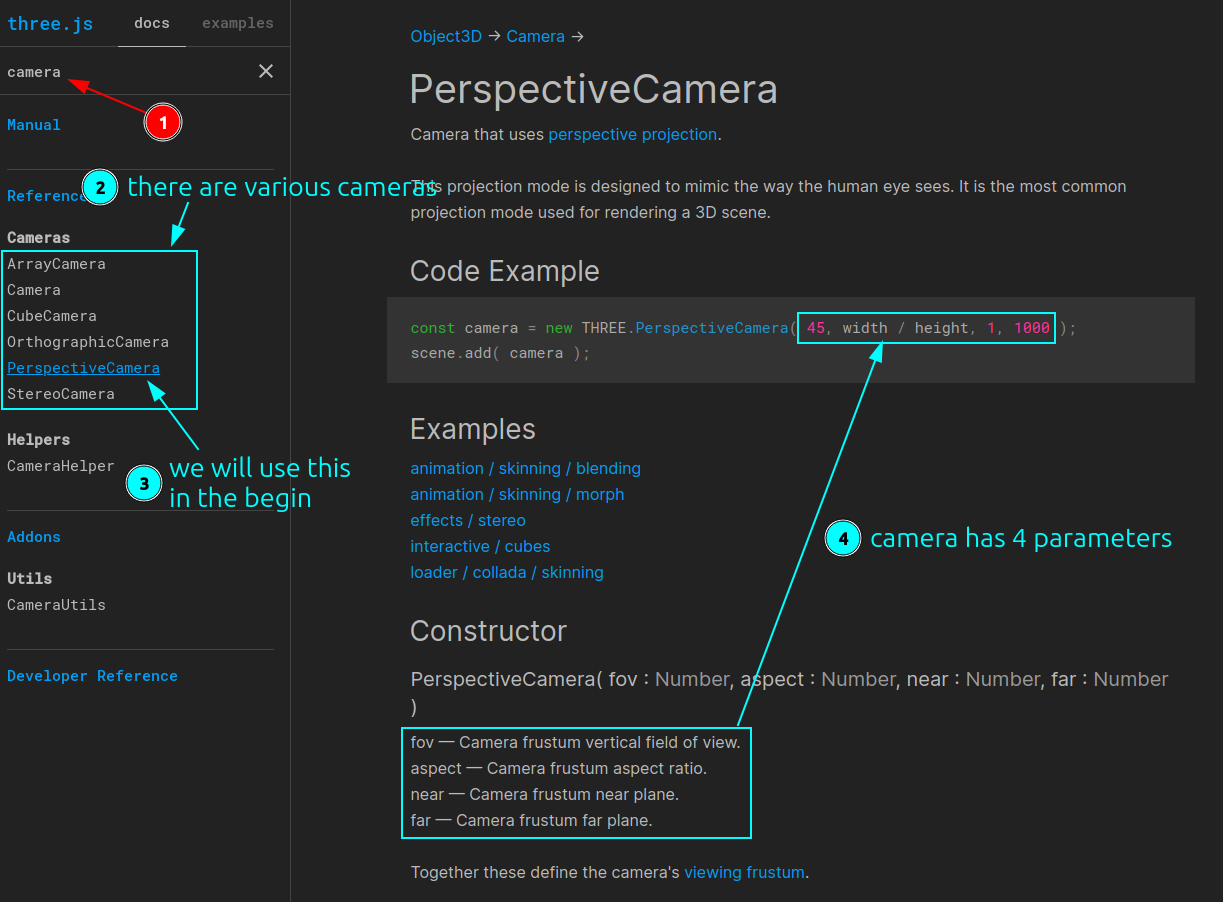 three.js docs examples
camera ×
1
Manual
Reference
2 there are various cameras
Cameras
ArrayCamera
Camera
CubeCamera
OrthographicCamera
PerspectiveCamera
StereoCamera
Helpers
CameraHelper
3 we will use this
in the begin
Addons
Utils
CameraUtils
Developer Reference
Object3D → Camera →
PerspectiveCamera
Camera that uses perspective projection.
This projection mode is designed to mimic the way the human eye sees. It is the most common
projection mode used for rendering a 3D scene.
Code Example
const camera = new THREE.PerspectiveCamera( 45, width / height, 1, 1000 );
scene.add( camera );
Examples
animation / skinning / blending
animation / skinning / morph
effects / stereo
interactive / cubes
loader / collada / skinning
4 camera has 4 parameters
Constructor
PerspectiveCamera( fov : Number, aspect : Number, near : Number, far : Number
)
fov — Camera frustum vertical field of view.
aspect — Camera frustum aspect ratio.
near — Camera frustum near plane.
far — Camera frustum far plane.
Together these define the camera's viewing frustum.